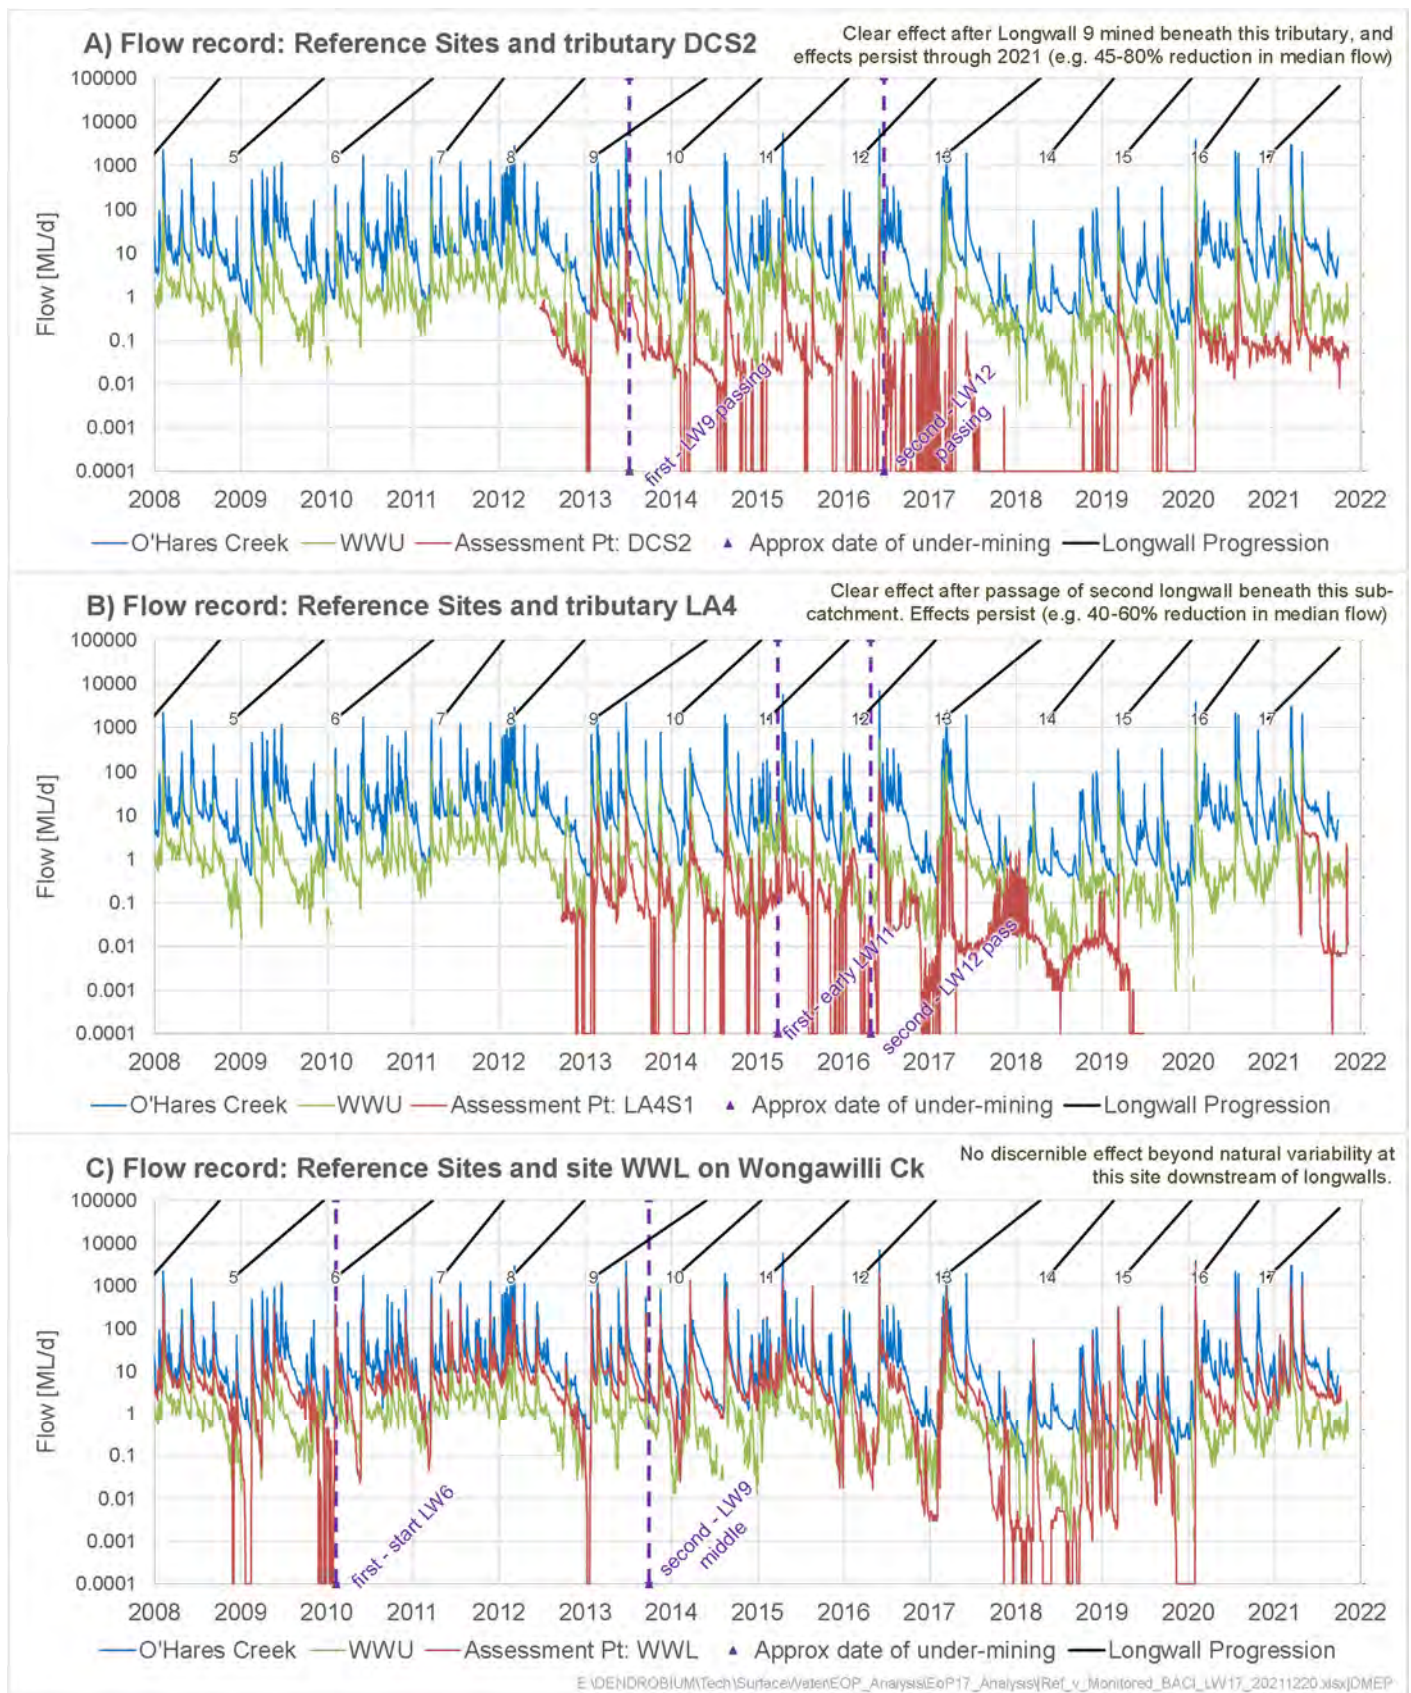 A) Flow record: Reference Sites and tributary DCS2
Clear effect after Longwall 9 mined beneath this tributary, and
effects persist through 2021 (e.g. 45-80% reduction in median flow)
100000
10000
1000
100
10
1
0.1
0.01
0.001
0.0001
Flow [ML/d]
5 6 7 8 9 10 11 12 13 14 15 16 17
first - LW9 passing
second - LW12
passing
2008 2009 2010 2011 2012 2013 2014 2015 2016 2017 2018 2019 2020 2021 2022
O'Hares Creek WWU Assessment Pt: DCS2 Approx date of under-mining Longwall Progression
B) Flow record: Reference Sites and tributary LA4
Clear effect after passage of second longwall beneath this sub-
catchment. Effects persist (e.g. 40-60% reduction in median flow)
100000
10000
1000
100
10
1
0.1
0.01
0.001
0.0001
Flow [ML/d]
5 6 7 8 9 10 11 12 13 14 15 16 17
first - early LW11
second - LW12 pass
2008 2009 2010 2011 2012 2013 2014 2015 2016 2017 2018 2019 2020 2021 2022
O'Hares Creek WWU Assessment Pt: LA4S1 Approx date of under-mining Longwall Progression
C) Flow record: Reference Sites and site WWL on Wongawilli Ck
No discernible effect beyond natural variability at
this site downstream of longwalls.
100000
10000
1000
100
10
1
0.1
0.01
0.001
0.0001
Flow [ML/d]
5 6 7 8 9 10 11 12 13 14 15 16 17
first - start LW6
second - LW9
middle
2008 2009 2010 2011 2012 2013 2014 2015 2016 2017 2018 2019 2020 2021 2022
O'Hares Creek WWU Assessment Pt: WWL Approx date of under-mining Longwall Progression
E:\DENDROBIUM\Tech\SurfaceWater\EOP_Analysis\EoP17_Analysis\[Ref_v_Monitored_BACI_LW17_20211220.xlsx]DMEP